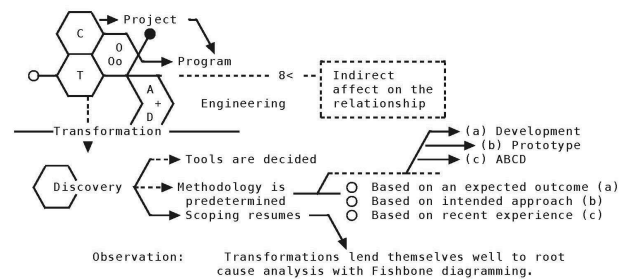 Project
C
O
Oo
Program
T
8<
Indirect
affect on the
relationship
A
+
D
Engineering
Transformation
(a) Development
(b) Prototype
(c) ABCD
Tools are decided
Discovery
Methodology is
predetermined
Scoping resumes
Based on an expected outcome (a)
Based on intended approach (b)
Based on recent experience (c)
Observation: Transformations lend themselves well to root
cause analysis with Fishbone diagramming.